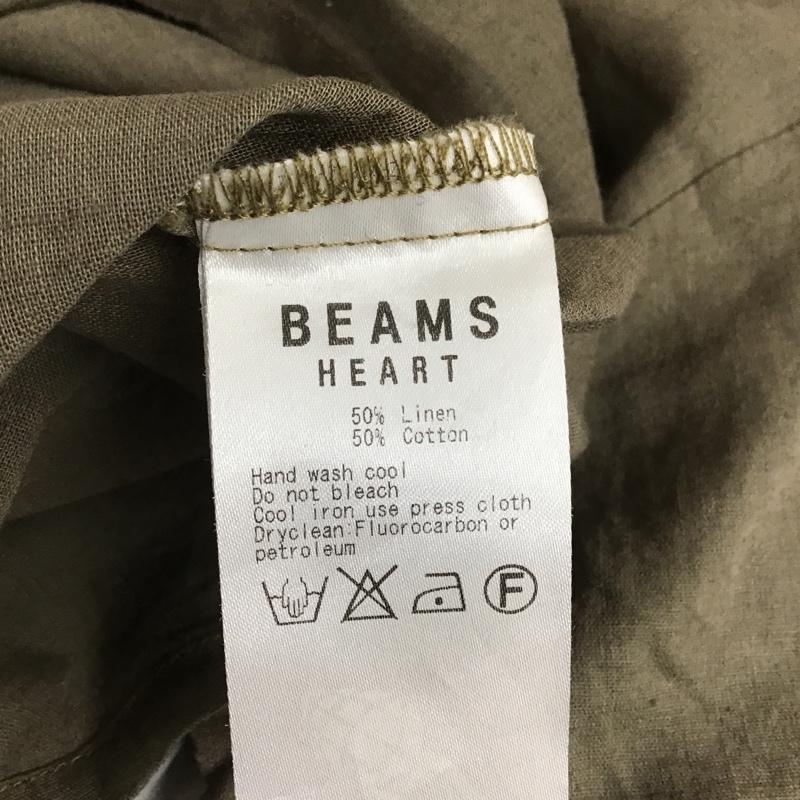 BEAMS
HEART
50% Linen
50% Cotton
Hand wash cool
Do not bleach
Cool iron use press cloth
Dryclean:Fluorocarbon or
petroleum
F